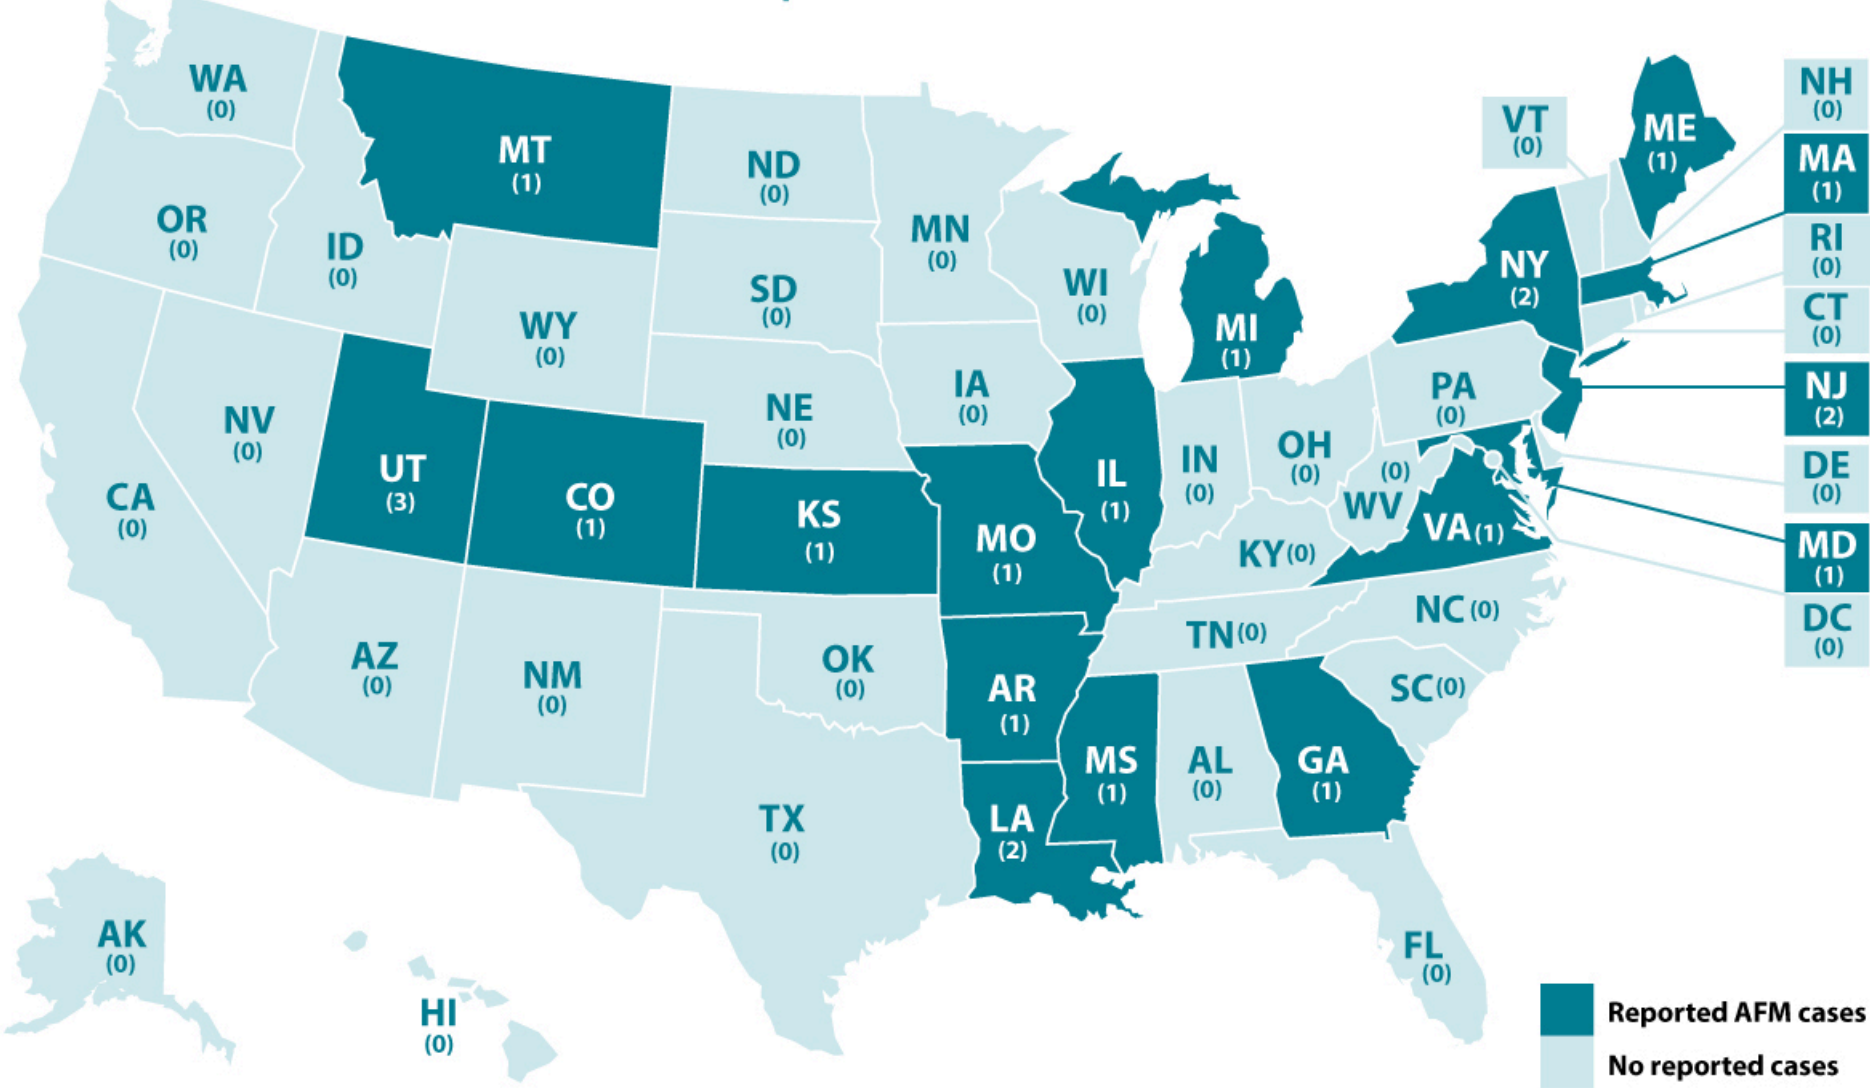 WA
(0)
OR
(0)
ID
(0)
MT
(1)
ND
(0)
SD
(0)
WY
(0)
NE
(0)
MN
(0)
WI
(0)
IA
(0)
MI
(1)
CA
(0)
NV
(0)
UT
(3)
CO
(1)
KS
(1)
MO
(1)
IL
(1)
IN
(0)
OH
(0)
PA
(0)
NY
(2)
VT
(0)
ME
(1)
NH
(0)
MA
(1)
RI
(0)
CT
(0)
NJ
(2)
DE
(0)
MD
(1)
DC
(0)
(0)
WV
VA(1)
KY(0)
TN(0)
NC(0)
SC(0)
AZ
(0)
NM
(0)
OK
(0)
AR
(1)
TX
(0)
LA
(2)
MS
(1)
AL
(0)
GA
(1)
FL
(0)
AK
(0)
HI
(0)
Reported AFM cases
No reported cases